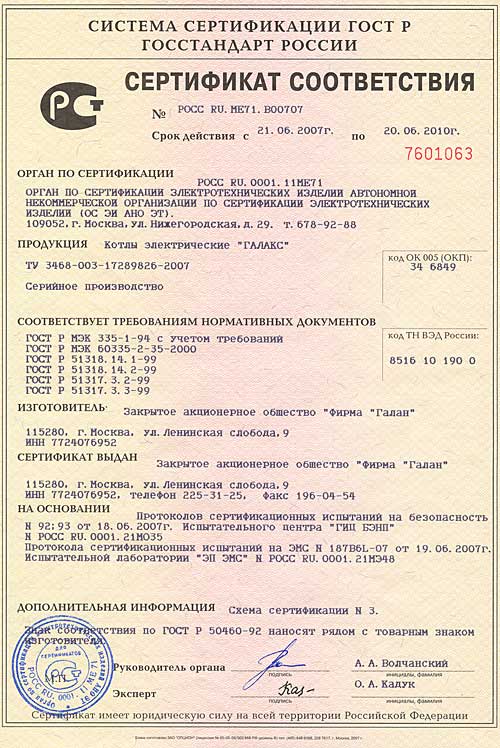 СИСТЕМА СЕРТИФИКАЦИИ ГОСТ Р
ГОССТАНДАРТ РОССИИ
РСТ
СЕРТИФИКАТ СООТВЕТСТВИЯ
№ РОСС RU.МЕ71.В00707
Срок действия с 21.06.2007г. по 20.06.2010г.
7601063
ОРГАН ПО СЕРТИФИКАЦИИ
РОСС RU.0001.11МЕ71
ОРГАН ПО СЕРТИФИКАЦИИ ЭЛЕКТРОТЕХНИЧЕСКИХ ИЗДЕЛИЙ АВТОНОМНОЙ
НЕКОММЕРЧЕСКОЙ ОРГАНИЗАЦИИ ПО СЕРТИФИКАЦИИ ЭЛЕКТРОТЕХНИЧЕСКИХ
ИЗДЕЛИЙ (ОС ЭИ АНО ЭТ).
109052, г.Москва, ул. Нижегородская, д.29. т.678-92-88
ПРОДУКЦИЯ Котлы электрические "ГАЛАКС"
код ОК 005 (ОКП):
ТУ 3468-003-17289826-2007
34 6849
Серийное производство
СООТВЕТСТВУЕТ ТРЕБОВАНИЯМ НОРМАТИВНЫХ ДОКУМЕНТОВ
код ТН ВЭД России:
ГОСТ Р МЭК 335-1-94 с учетом требований
ГОСТ Р МЭК 60335-2-35-2000
ГОСТ Р 51318.14.1-99
8516 10 190 0
ГОСТ Р 51318.14.2-99
ГОСТ Р 51317.3.2-99
ГОСТ Р 51317.3.3-99
ИЗГОТОВИТЕЛЬ Закрытое акционерное общество "Фирма "Галан"
115280, г.Москва, ул.Ленинская слобода,9
ИНН 7724076952
СЕРТИФИКАТ ВЫДАН Закрытое акционерное общество "Фирма "Галан"
115280, г.Москва, ул.Ленинская слобода,9
ИНН 7724076952, телефон 225-31-25, Факс 196-04-54
НА ОСНОВАНИИ
Протоколов сертификационных испытаний на безопасность
N 92;93 от 18.06.2007г. Испытательного центра "ГИЦ БЭНП"
N РОСС RU.0001.21МО35
Протокола сертификационных испытаний на ЭМС N 187В6L-07 от 19.06.2007г.
Испытательной лаборатории "ЭП ЭМС" N РОСС RU.0001.21МЭ48
ДОПОЛНИТЕЛЬНАЯ ИНФОРМАЦИЯ Схема сертификации N 3.
Знак соответствия по ГОСТ Р 50460-92 наносят рядом с товарным знаком
изготовителя.
ДЛЯ
СЕРТИФИКАТОВ
РОСС RU.0001.11МЕ71
М.П.
Руководитель органа
А.А.Волчанский
подпись
инициалы, фамилия
Эксперт
О.А.Кадук
подпись
инициалы, фамилия
Сертификат имеет юридическую силу на всей территории Российской Федерации